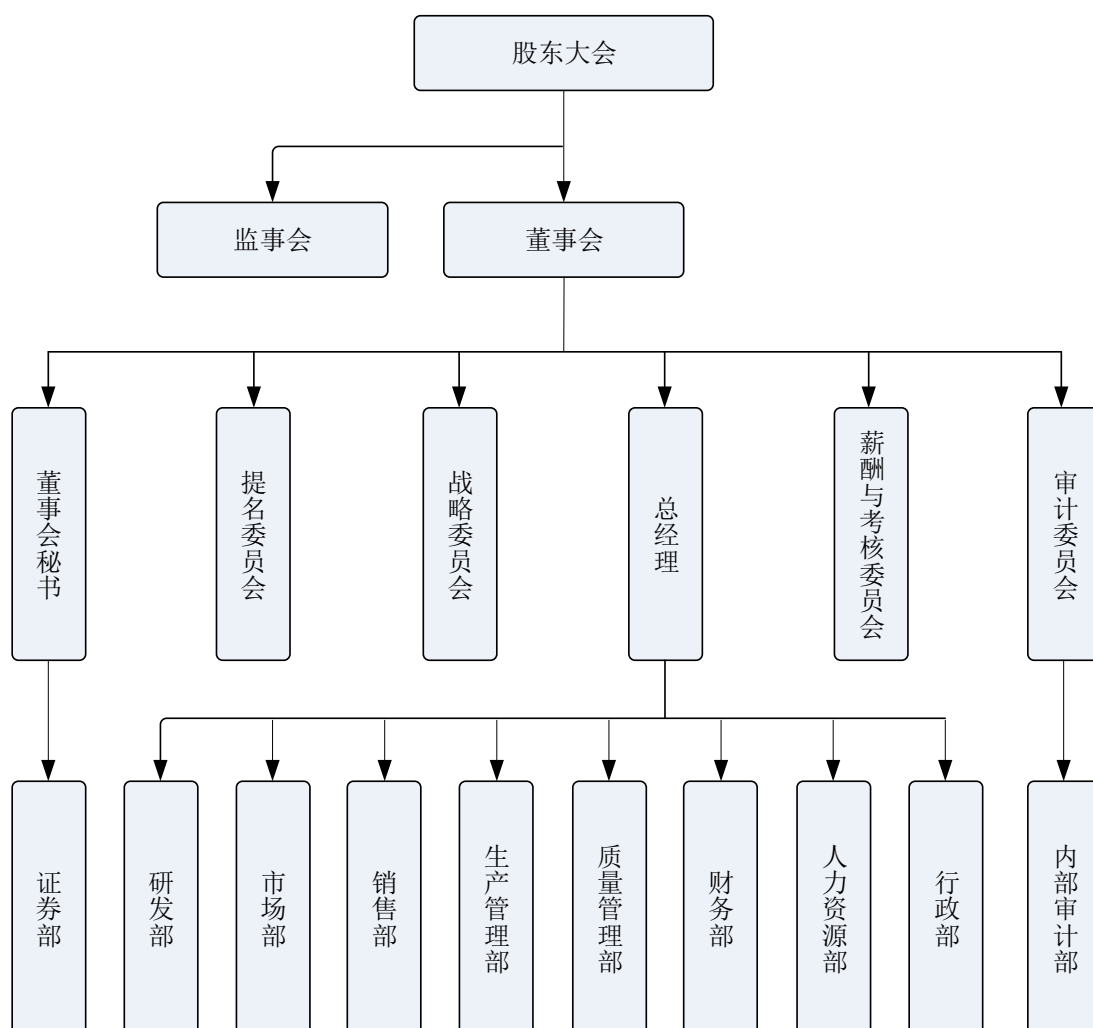 股东大会
监事会
董事会
董事会秘书
提名委员会
战略委员会
总经理
薪酬与考核委员会
审计委员会
证券部
研发部
市场部
销售部
生产管理部
质量管理部
财务部
人力资源部
行政部
内部审计部